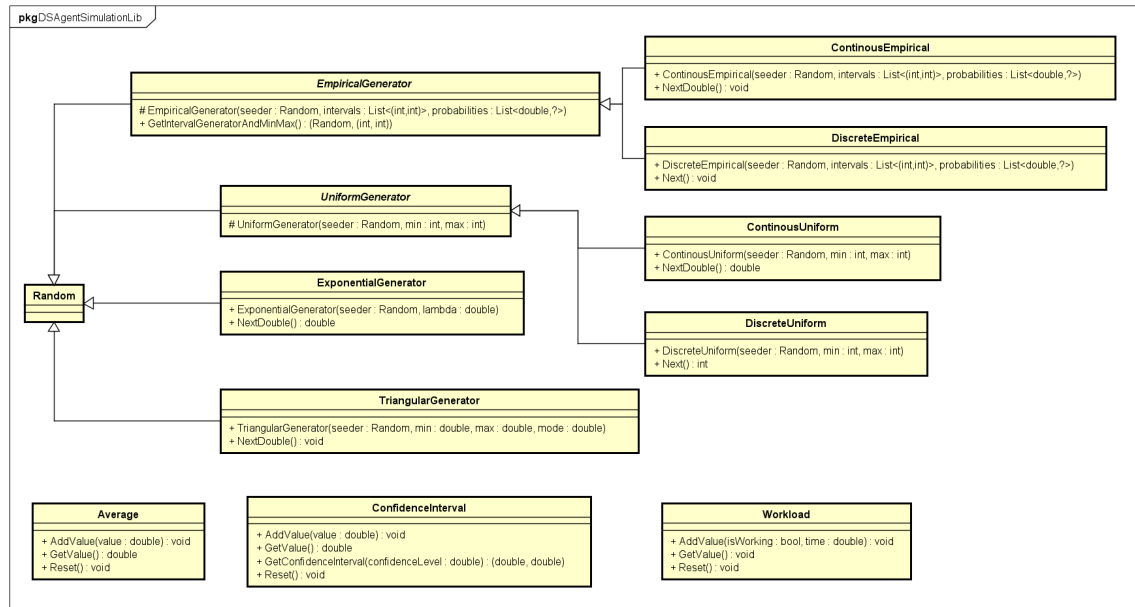 pkg DSAgentSimulationLib
EmpiricalGenerator
# EmpiricalGenerator(seeder : Random, intervals : List<(int,int)>, probabilities : List<double,?>)
+ GetIntervalGeneratorAndMinMax() : (Random, (int, int))
ContinousEmpirical
+ ContinousEmpirical(seeder : Random, intervals : List<(int,int)>, probabilities : List<double,?>)
+ NextDouble() : void
DiscreteEmpirical
+ DiscreteEmpirical(seeder : Random, intervals : List<(int,int)>, probabilities : List<double,?>)
+ Next() : void
UniformGenerator
# UniformGenerator(seeder : Random, min : int, max : int)
ContinousUniform
+ ContinousUniform(seeder : Random, min : int, max : int)
+ NextDouble() : double
Random
ExponentialGenerator
+ ExponentialGenerator(seeder : Random, lambda : double)
+ NextDouble() : double
DiscreteUniform
+ DiscreteUniform(seeder : Random, min : int, max : int)
+ Next() : int
TriangularGenerator
+ TriangularGenerator(seeder : Random, min : double, max : double, mode : double)
+ NextDouble() : void
Average
+ AddValue(value : double) : void
+ GetValue() : double
+ Reset() : void
ConfidenceInterval
+ AddValue(value : double) : void
+ GetValue() : double
+ GetConfidenceInterval(confidenceLevel : double) : (double, double)
+ Reset() : void
Workload
+ AddValue(isWorking : bool, time : double) : void
+ GetValue() : void
+ Reset() : void